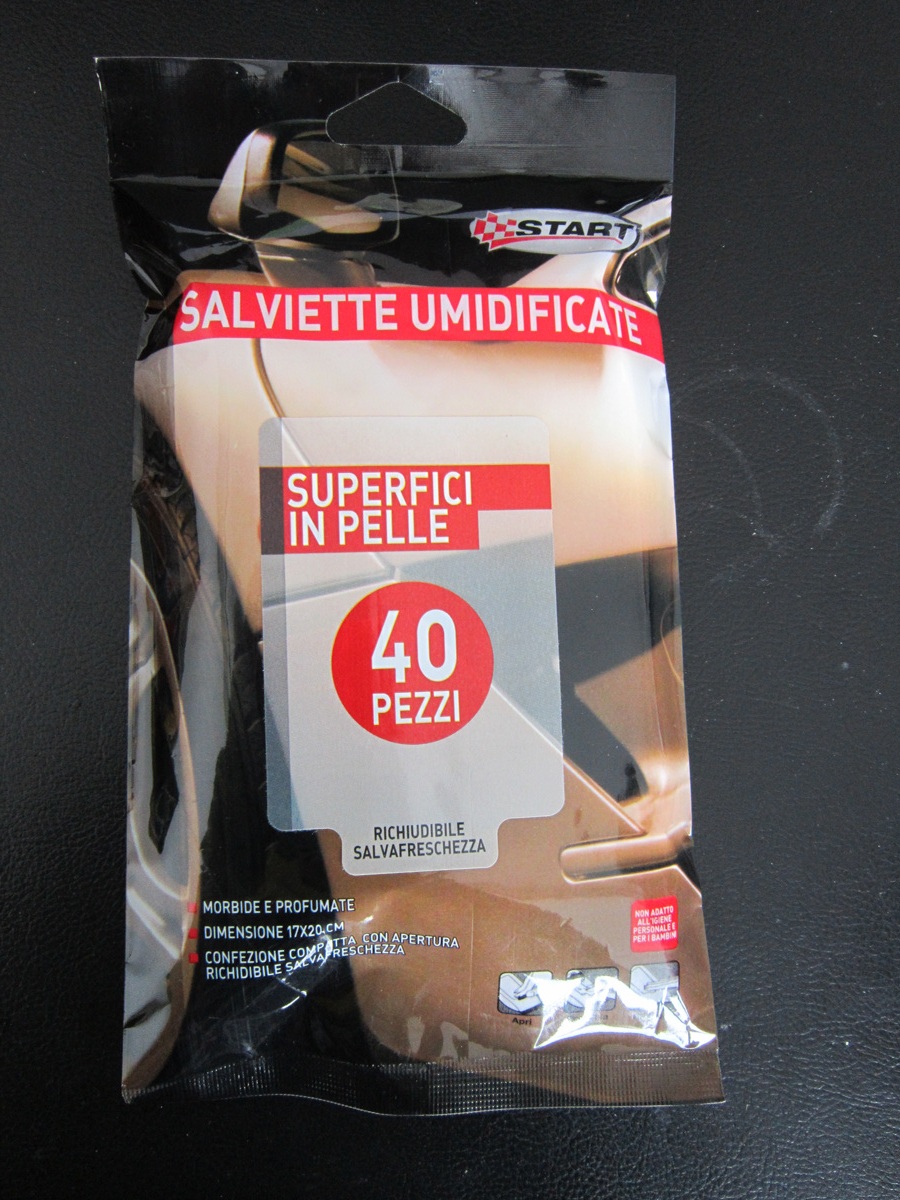 START
SALVIETTE UMIDIFICATE
SUPERFICI
IN PELLE
40
PEZZI
RICHIUDIBILE
SALVAFRESCHEZZA
MORBIDE E PROFUMATE
DIMENSIONE 17X20 CM
CONFEZIONE COMPATTA CON APERTURA
RICHIDIBILE SALVAFRESCHEZZA
NON ADATTO
ALL'IGIENE
PERSONALE E
PER I BAMBINI
Apri